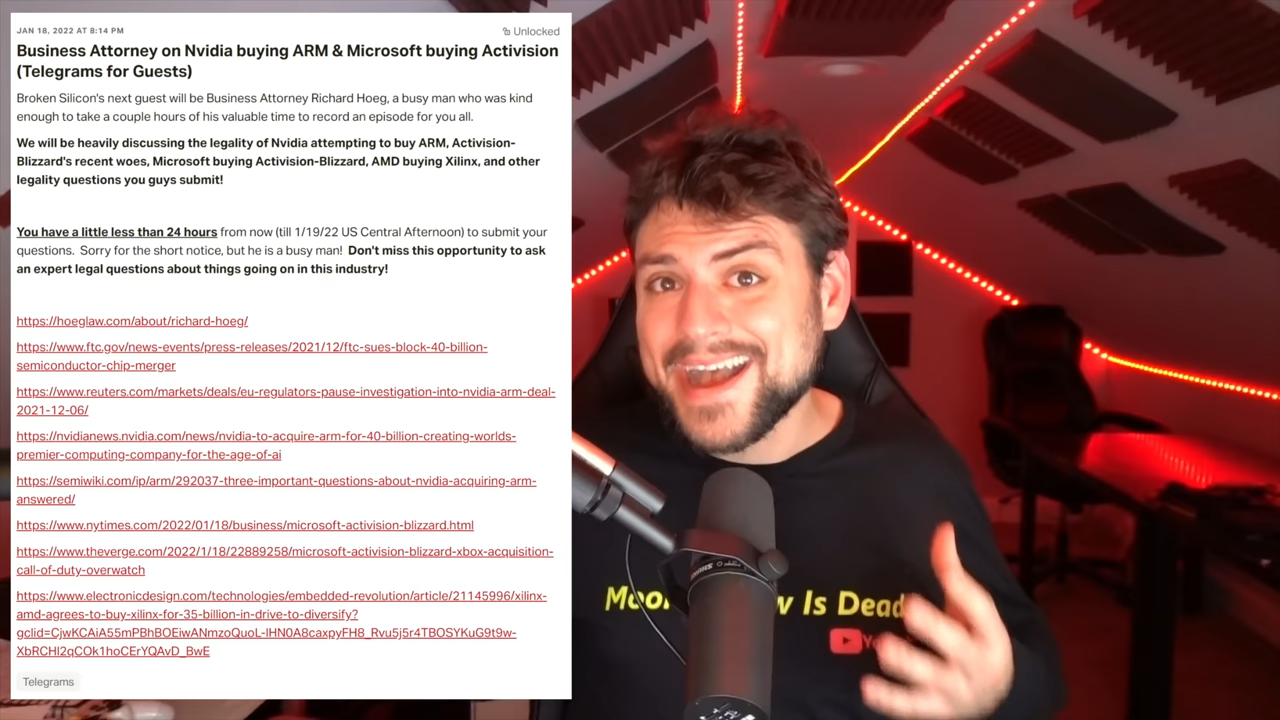 JAN 18, 2022 AT 8:14 PM
Unlocked
Business Attorney on Nvidia buying ARM & Microsoft buying Activision
(Telegrams for Guests)
Broken Silicon's next guest will be Business Attorney Richard Hoeg, a busy man who was kind
enough to take a couple hours of his valuable time to record an episode for you all.
We will be heavily discussing the legality of Nvidia attempting to buy ARM, Activision-
Blizzard's recent woes, Microsoft buying Activision-Blizzard, AMD buying Xilinx, and other
legality questions you guys submit!
You have a little less than 24 hours from now (till 1/19/22 US Central Afternoon) to submit your
questions.  Sorry for the short notice, but he is a busy man!  Don't miss this opportunity to ask
an expert legal questions about things going on in this industry!
https://hoeglaw.com/about/richard-hoeg/
https://www.ftc.gov/news-events/press-releases/2021/12/ftc-sues-block-40-billion-
semiconductor-chip-merger
https://www.reuters.com/markets/deals/eu-regulators-pause-investigation-into-nvidia-arm-deal-
2021-12-06/
https://nvidianews.nvidia.com/news/nvidia-to-acquire-arm-for-40-billion-creating-worlds-
premier-computing-company-for-the-age-of-ai
https://semiwiki.com/ip/arm/292037-three-important-questions-about-nvidia-acquiring-arm-
answered/
https://www.nytimes.com/2022/01/18/business/microsoft-activision-blizzard.html
https://www.theverge.com/2022/1/18/22889258/microsoft-activision-blizzard-xbox-acquisition-
call-of-duty-overwatch
https://www.electronicdesign.com/technologies/embedded-revolution/article/21145996/xilinx-
amd-agrees-to-buy-xilinx-for-35-billion-in-drive-to-diversify?
gclid=CjwKCAiA55mPBhBOEiwANmzoQuoL-lHN0A8caxpyFH8_Rvu5j5r4TBOSYKuG9t9w-
XbRCHl2qCOk1hoCErYQAvD_BwE
Telegrams
SHURE
Is Dead